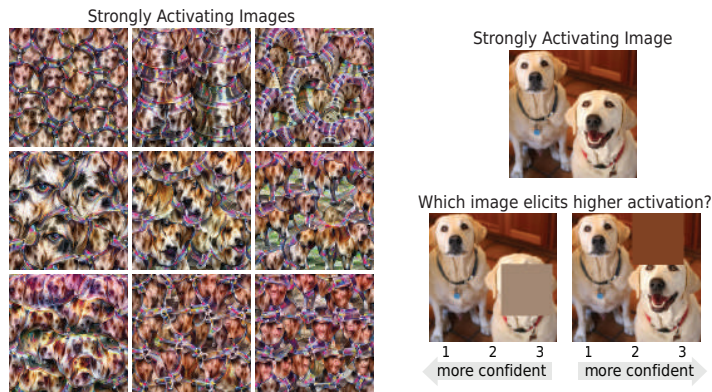 Strongly Activating Images
Strongly Activating Image
Which image elicits higher activation?
1 2 3 1 2 3
more confident more confident